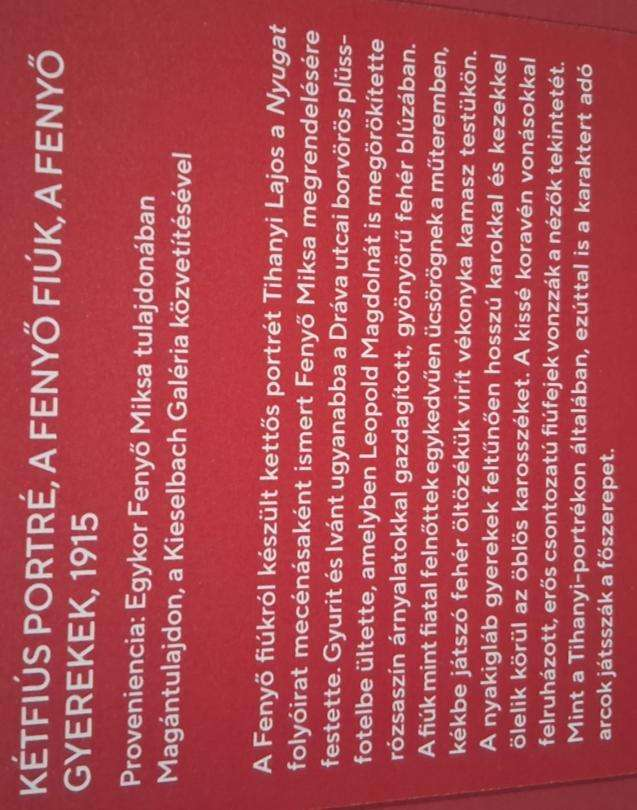 KÉTFIÚS PORTRÉ, A FENYŐ FIÚK, A FENYŐ
GYEREKEK, 1915
Proveniencia: Egykor Fenyő Miksa tulajdonában
Magántulajdon, a Kieselbach Galéria közvetítésével
A Fenyő fiúkról készült kettős portrét Tihanyi Lajos a Nyugat
folyóirat mecénásaként ismert Fenyő Miksa megrendelésére
festette. Gyurit és Ivánt ugyanabba a Dráva utcai borvörös plüss-
fotelbe ültette, amelyben Leopold Magdolnát is megörökítette
rózsaszín árnyalatokkal gazdagított, gyönyörű fehér blúzában.
A fiúk mint fiatal felnőttek egykedvűen ücsörögnek a műteremben,
kékbe játszó fehér öltözékük virít vékonyka kamasz testükön.
A nyakigláb gyerekek feltűnően hosszú karokkal és kezekkel
ölelik körül az öblös karosszéket. A kissé koravén vonásokkal
felruházott, erős csontozatú fiúfejek vonzzák a nézők tekintetét.
Mint a Tihanyi-portrékon általában, ezúttal is a karaktert adó
arcok játsszák a főszerepet.